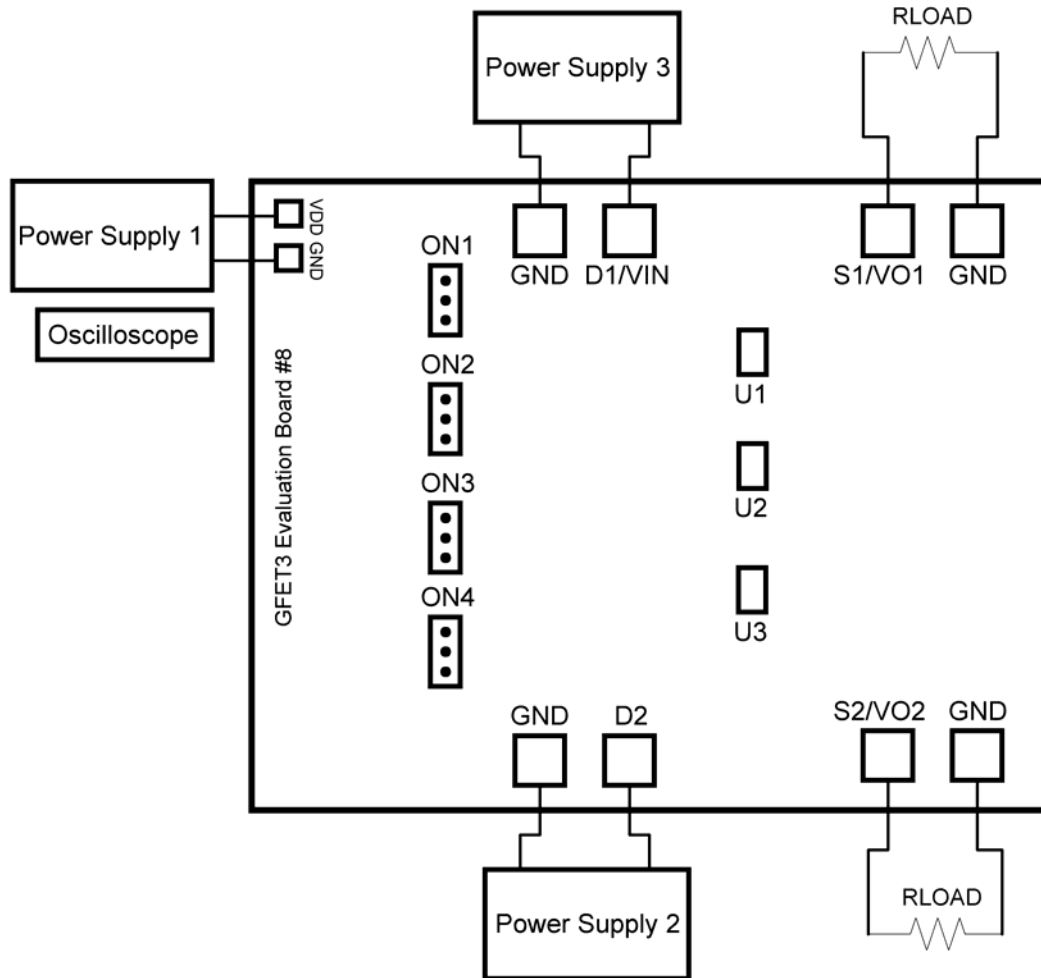 RLOAD
Power Supply 3
Power Supply 1
VDD
GND
Oscilloscope
ON1
GND
D1/VIN
S1/VO1
GND
GFET3 Evaluation Board #8
ON2
U1
ON3
U2
ON4
U3
GND
D2
S2/VO2
GND
Power Supply 2
RLOAD